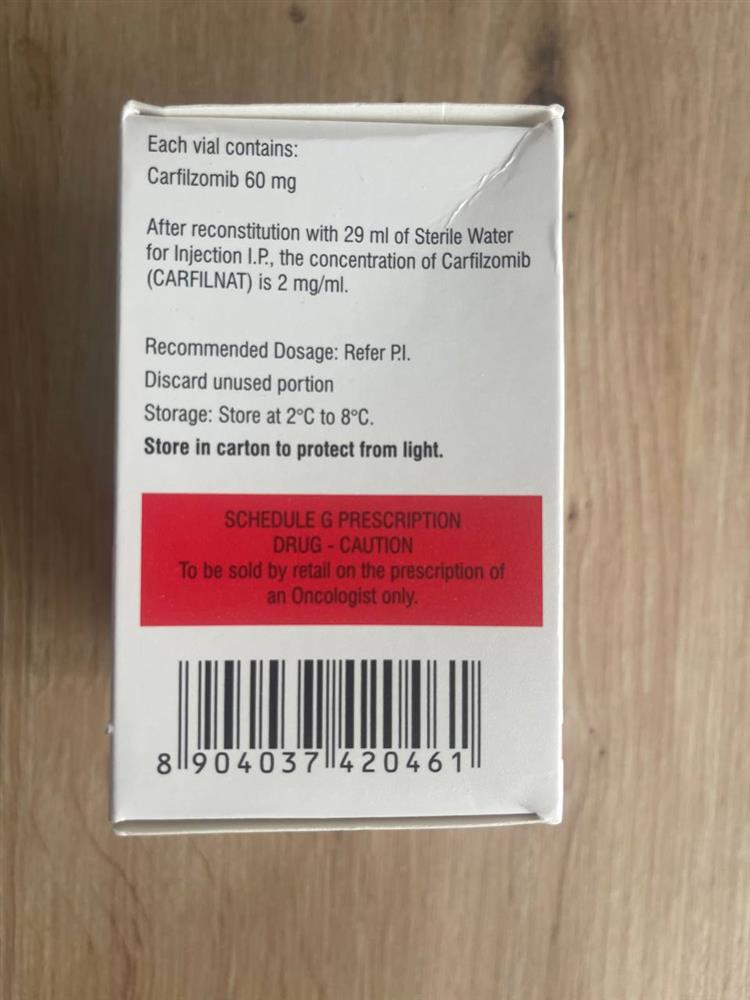 Each vial contains:
Carfilzomib 60 mg
After reconstitution with 29 ml of Sterile Water
for Injection I.P., the concentration of Carfilzomib
(CARFILNAT) is 2 mg/ml.
Recommended Dosage: Refer P.I.
Discard unused portion
Storage: Store at 2°C to 8°C.
Store in carton to protect from light.
SCHEDULE G PRESCRIPTION
DRUG - CAUTION
To be sold by retail on the prescription of
an Oncologist only.
8 904037 420461